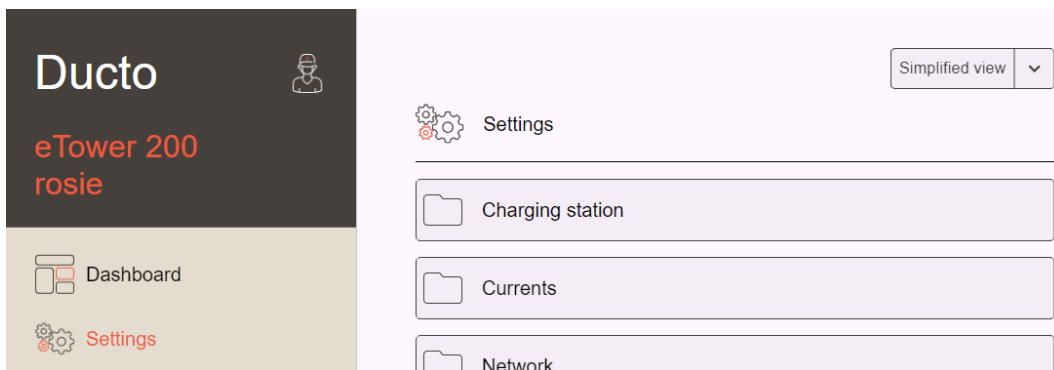 Ducto
eTower 200
rosie
Dashboard
Settings
Simplified view
Settings
Charging station
Currents
Network